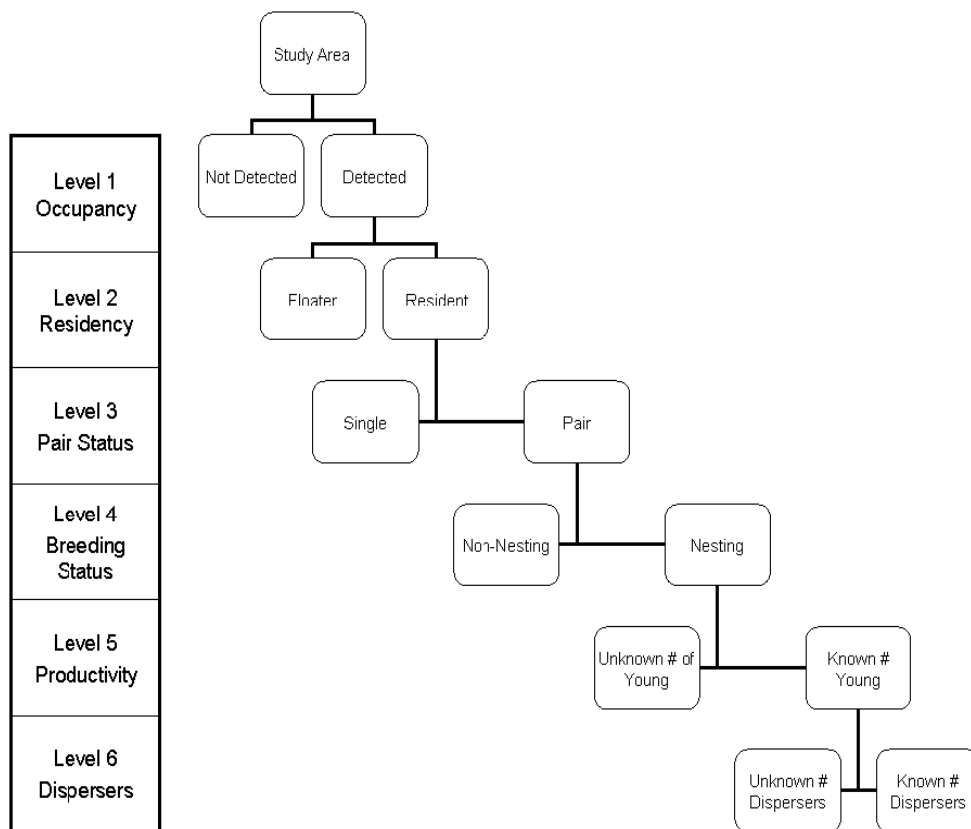 Study Area
Not Detected
Detected
Level 1
Occupancy
Floater
Resident
Level 2
Residency
Single
Pair
Level 3
Pair Status
Non-Nesting
Nesting
Level 4
Breeding
Status
Unknown # of
Young
Known #
Young
Level 5
Productivity
Unknown #
Dispersers
Known #
Dispersers
Level 6
Dispersers